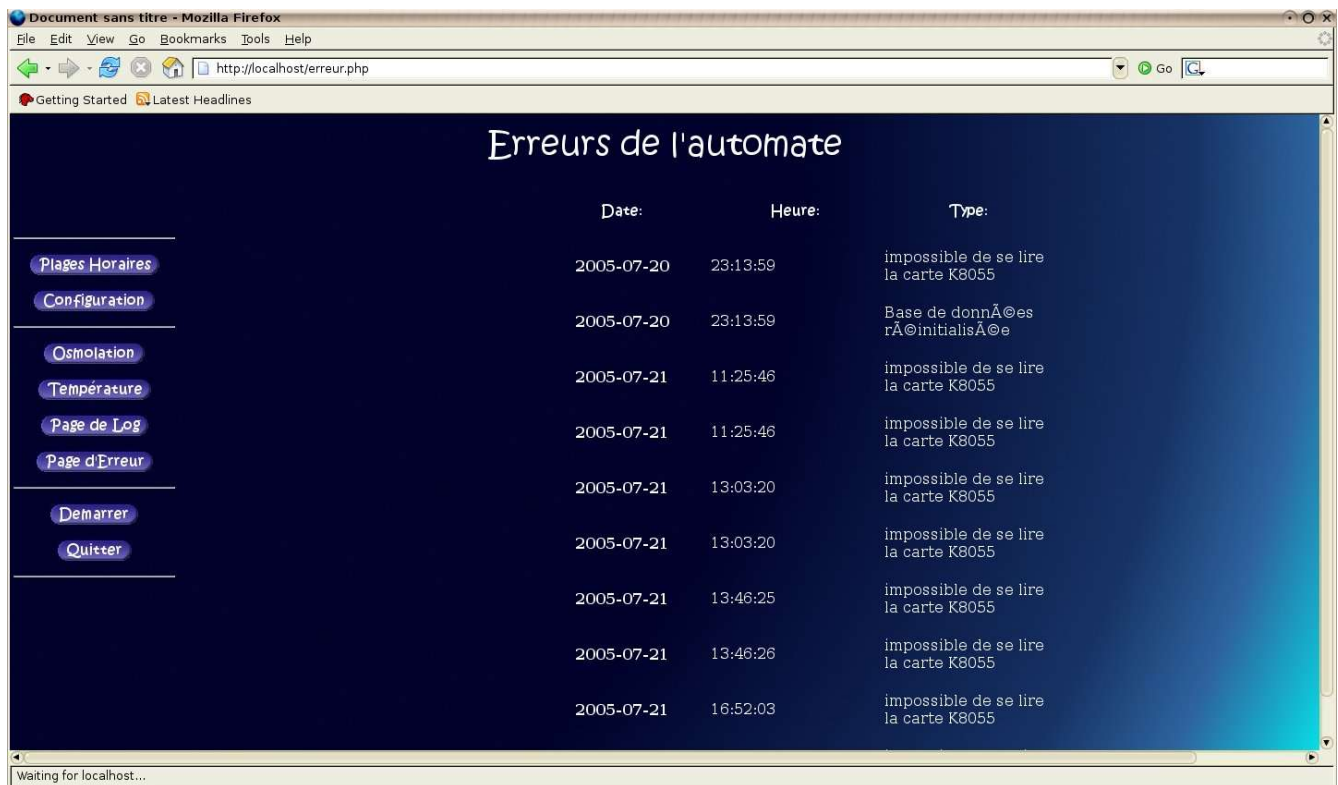 Document sans titre - Mozilla Firefox
File Edit View Go Bookmarks Tools Help
http://localhost/erreur.php
Go
Getting Started Latest Headlines
Erreurs de l'automate
Date: Heure: Type:
Plages Horaires
Configuration
Osmolation
Température
Page de Log
Page d'Erreur
Demarrer
Quitter
2005-07-20 23:13:59 impossible de se lire
la carte K8055
2005-07-20 23:13:59 Base de donnÃ©es
rÃ©initialisÃ©e
2005-07-21 11:25:46 impossible de se lire
la carte K8055
2005-07-21 11:25:46 impossible de se lire
la carte K8055
2005-07-21 13:03:20 impossible de se lire
la carte K8055
2005-07-21 13:03:20 impossible de se lire
la carte K8055
2005-07-21 13:46:25 impossible de se lire
la carte K8055
2005-07-21 13:46:26 impossible de se lire
la carte K8055
2005-07-21 16:52:03 impossible de se lire
la carte K8055
Waiting for localhost...